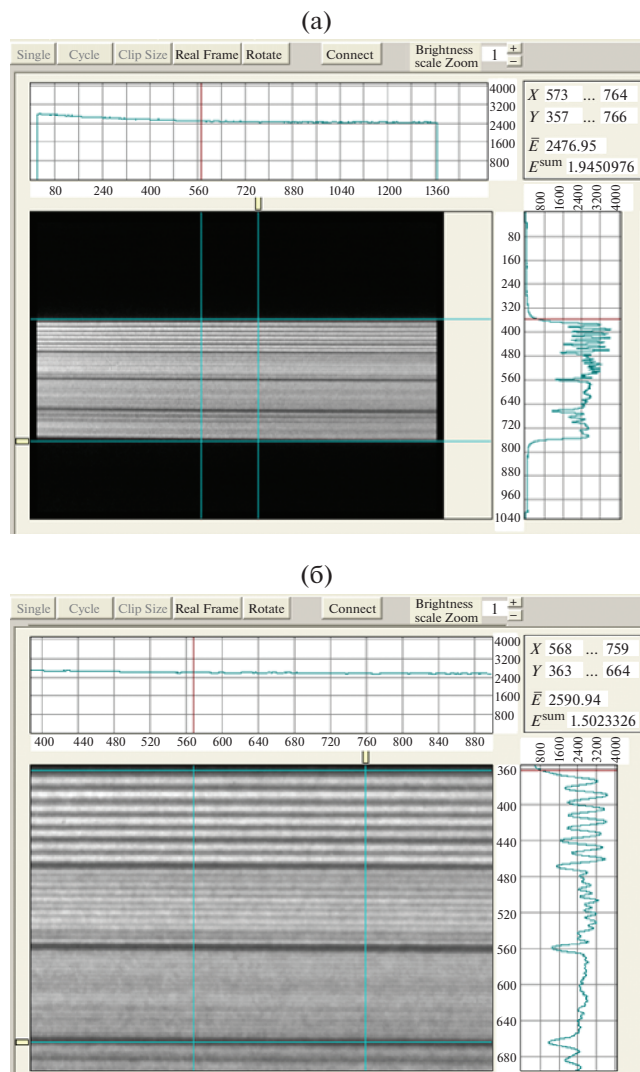 (а)
Single Cycle Clip Size Real Frame Rotate Connect Brightness scale Zoom 1 + −
4000
3200
2400
1600
800
80 240 400 560 720 880 1040 1200 1360
X 573 ... 764
Y 357 ... 766
E̅ 2476.95
Eˢᵘᵐ 1.9450976
800 1600 2400 3200 4000
80
160
240
320
400
480
560
640
720
800
880
960
1040
(б)
Single Cycle Clip Size Real Frame Rotate Connect Brightness scale Zoom 1 + −
4000
3200
2400
1600
800
400 440 480 520 560 600 640 680 720 760 800 840 880
X 568 ... 759
Y 363 ... 664
E̅ 2590.94
Eˢᵘᵐ 1.5023326
800 1600 2400 3200 4000
360
400
440
480
520
560
600
640
680